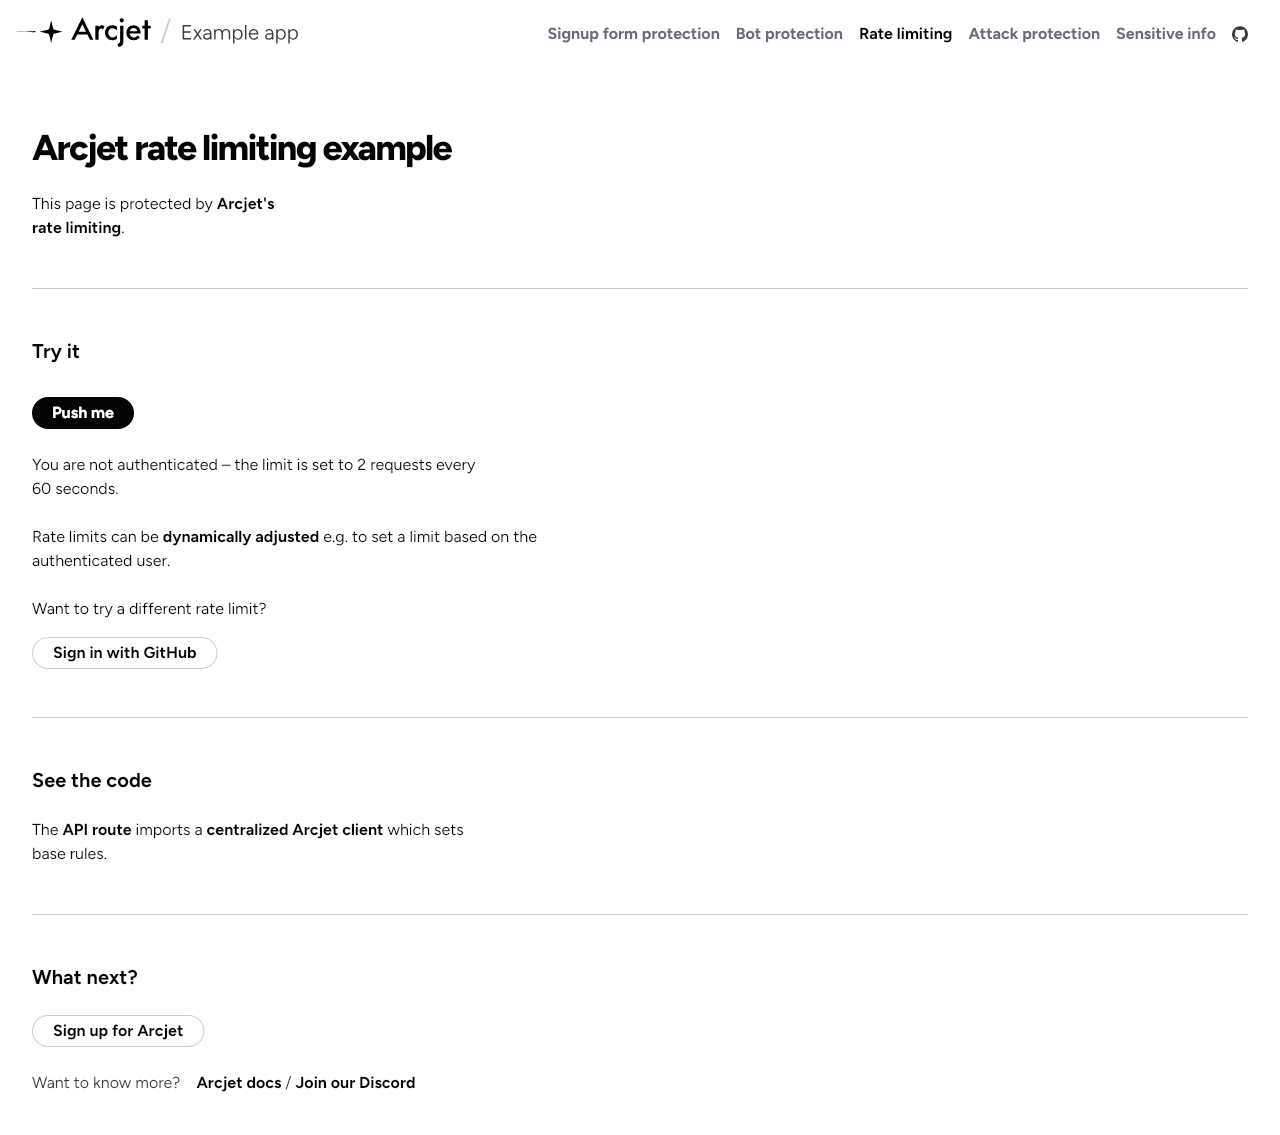 Arcjet / Example app
Signup form protection Bot protection Rate limiting Attack protection Sensitive info
Arcjet rate limiting example
This page is protected by Arcjet's
rate limiting.
Try it
Push me
You are not authenticated – the limit is set to 2 requests every
60 seconds.
Rate limits can be dynamically adjusted e.g. to set a limit based on the
authenticated user.
Want to try a different rate limit?
Sign in with GitHub
See the code
The API route imports a centralized Arcjet client which sets
base rules.
What next?
Sign up for Arcjet
Want to know more? Arcjet docs / Join our Discord